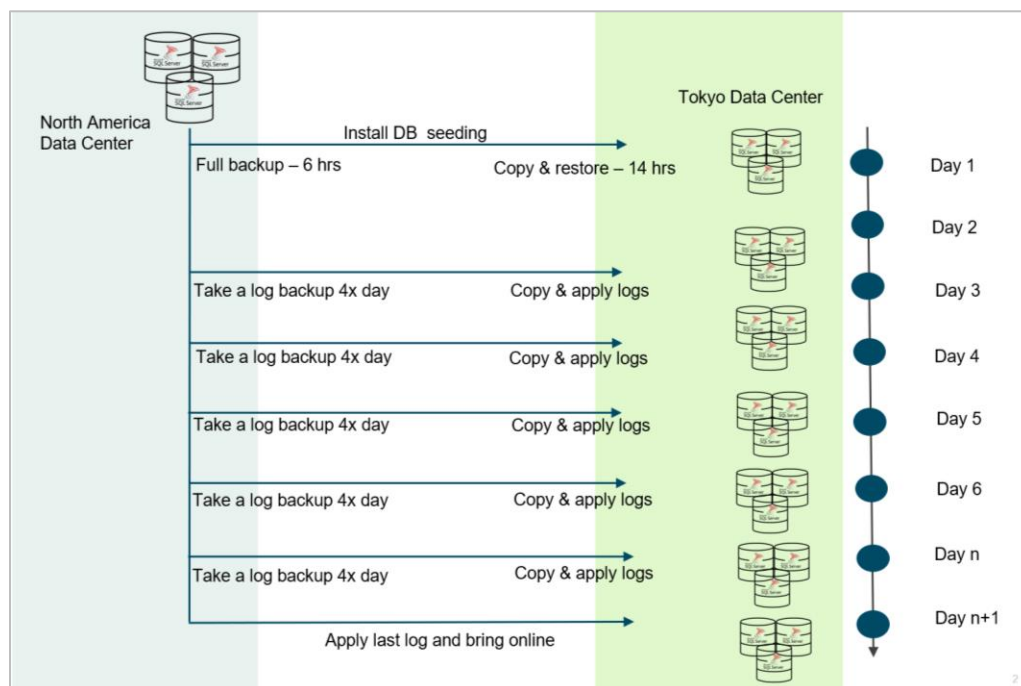 SQL Server
North America
Data Center
Tokyo Data Center
Install DB seeding
Full backup – 6 hrs
Copy & restore – 14 hrs
Day 1
Day 2
Take a log backup 4x day
Copy & apply logs
Day 3
Take a log backup 4x day
Copy & apply logs
Day 4
Take a log backup 4x day
Copy & apply logs
Day 5
Take a log backup 4x day
Copy & apply logs
Day 6
Take a log backup 4x day
Copy & apply logs
Day n
Apply last log and bring online
Day n+1
2